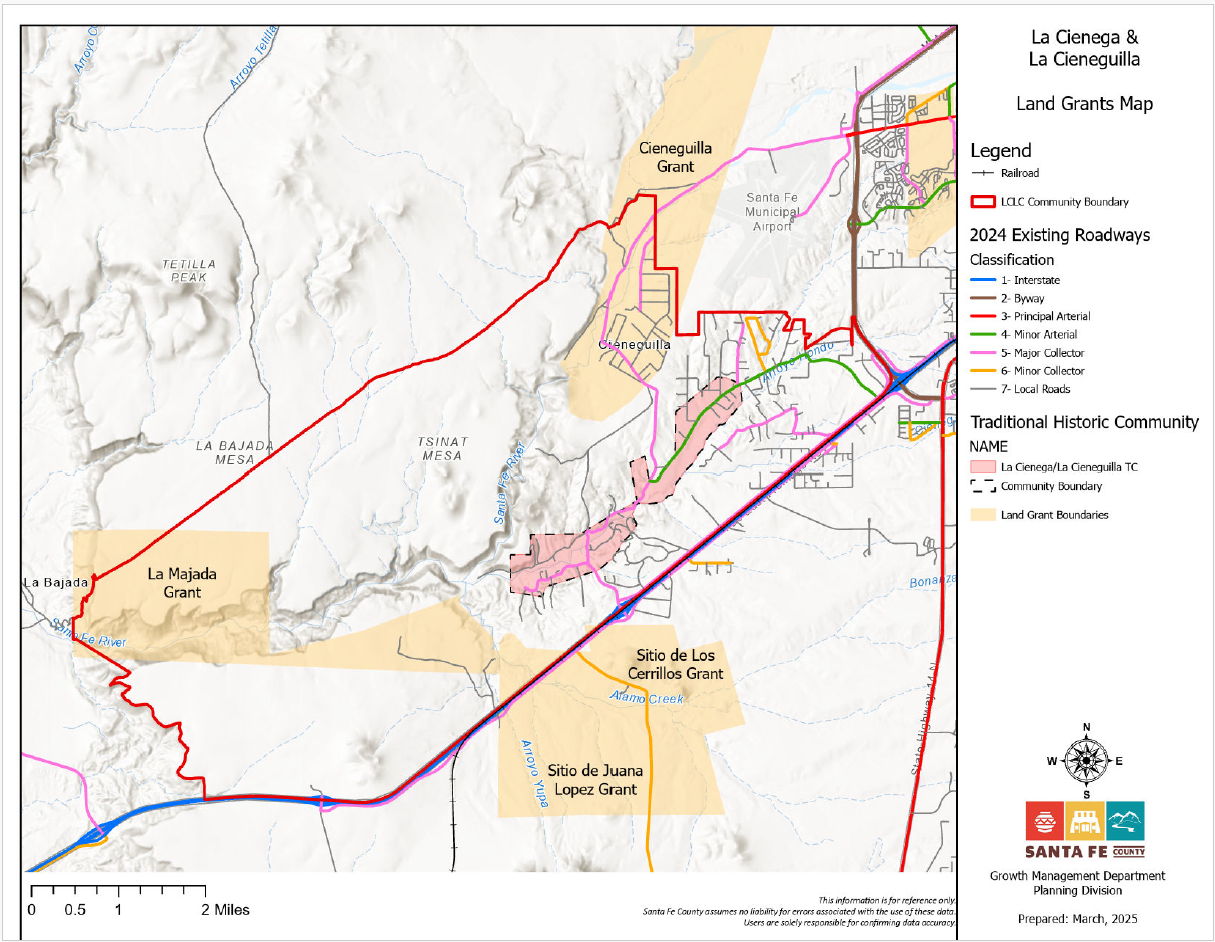 La Cienega &
La Cieneguilla
Land Grants Map
Legend
Railroad
LCLC Community Boundary
2024 Existing Roadways
Classification
1- Interstate
2- Byway
3- Principal Arterial
4- Minor Arterial
5- Major Collector
6- Minor Collector
7- Local Roads
Traditional Historic Community
NAME
La Cienega/La Cieneguilla TC
Community Boundary
Land Grant Boundaries
N
W
E
S
SANTA FE COUNTY
Growth Management Department
Planning Division
Prepared: March, 2025
Arroyo C
Arroyo Tetilla
Cieneguilla
Grant
Santa Fe
Municipal
Airport
TETILLA
PEAK
Cieneguilla
Arroyo Hondo
LA BAJADA
MESA
TSINAT
MESA
Santa Fe River
La Bajada
La Majada
Grant
Santa Fe River
Bonanza
Sitio de Los
Cerrillos Grant
Alamo Creek
State Highway 14 N
Arroyo Yupa
Sitio de Juana
Lopez Grant
0 0.5 1 2 Miles
This information is for reference only.
Santa Fe County assumes no liability for errors associated with the use of these data.
Users are solely responsible for confirming data accuracy.